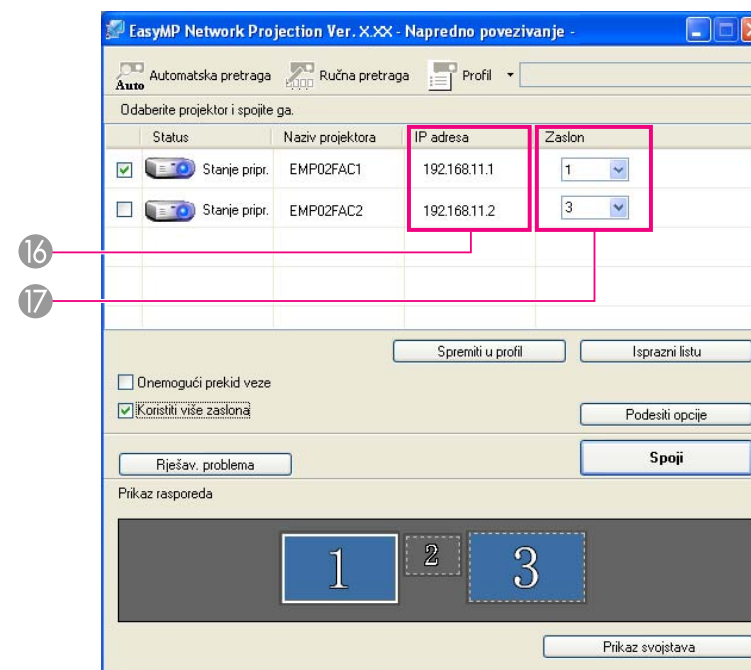 EasyMP Network Projection Ver. X.XX - Napredno povezivanje -
Auto Automatska pretraga Ručna pretraga Profil
Odaberite projektor i spojite ga.
Status Naziv projektora IP adresa Zaslon
Stanje pripr. EMP02FAC1 192.168.11.1 1
Stanje pripr. EMP02FAC2 192.168.11.2 3
16
17
Spremiti u profil Isprazni listu
Onemogući prekid veze
Koristiti više zaslona Podesiti opcije
Rješav. problema Spoji
Prikaz rasporeda
1 2 3
Prikaz svojstava